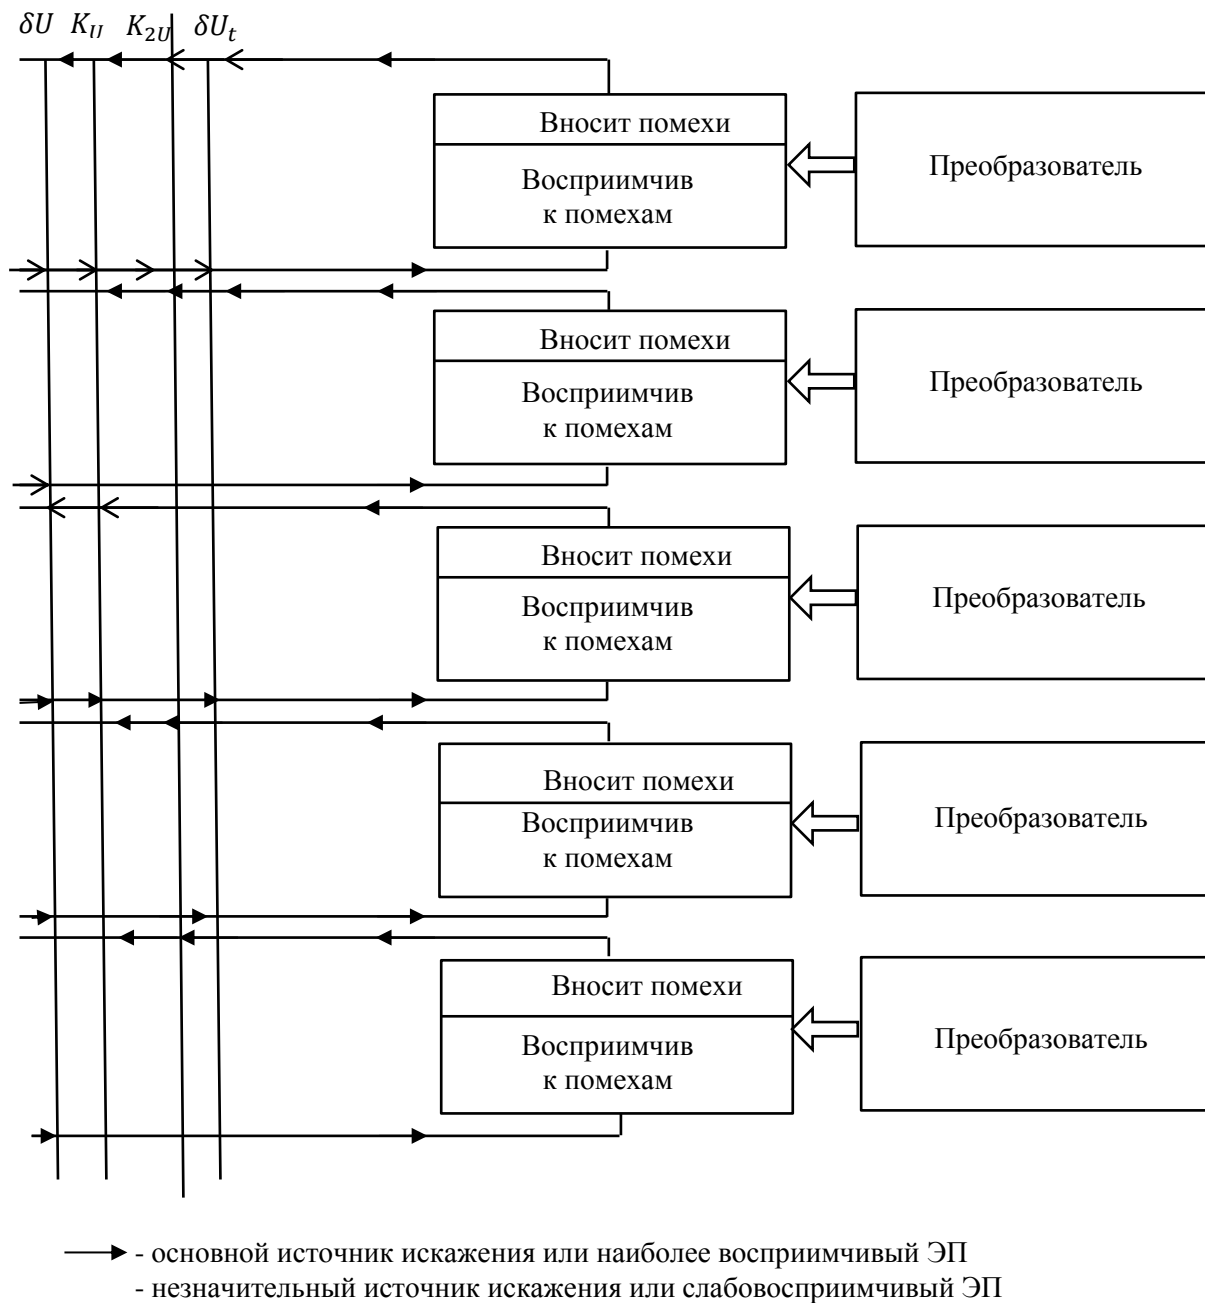 δU K_U K_{2U} δU_t
Вносит помехи
Восприимчив
к помехам
Преобразователь
Вносит помехи
Восприимчив
к помехам
Преобразователь
Вносит помехи
Восприимчив
к помехам
Преобразователь
Вносит помехи
Восприимчив
к помехам
Преобразователь
Вносит помехи
Восприимчив
к помехам
Преобразователь
- основной источник искажения или наиболее восприимчивый ЭП
- незначительный источник искажения или слабовосприимчивый ЭП